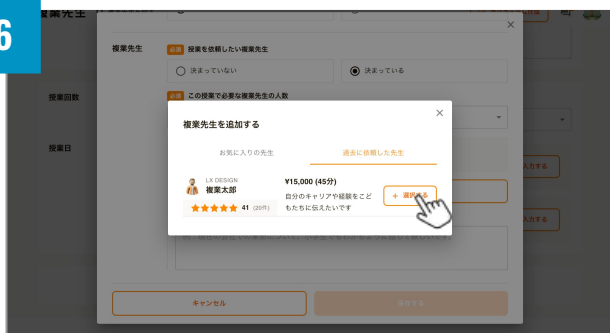 6
複業先生
複業先生
必須 授業を依頼したい複業先生
決まっていない
決まっている
授業回数
必須 この授業で必要な複業先生の人数
複業先生を追加する
授業日
お気に入りの先生
過去に依頼した先生
入力する
LX DESIGN
複業太郎
¥15,000 (45分)
自分のキャリアや経験をこど
もたちに伝えたいです
+ 選択する
★★★★★ 41 (20件)
入力する
キャンセル
保存する